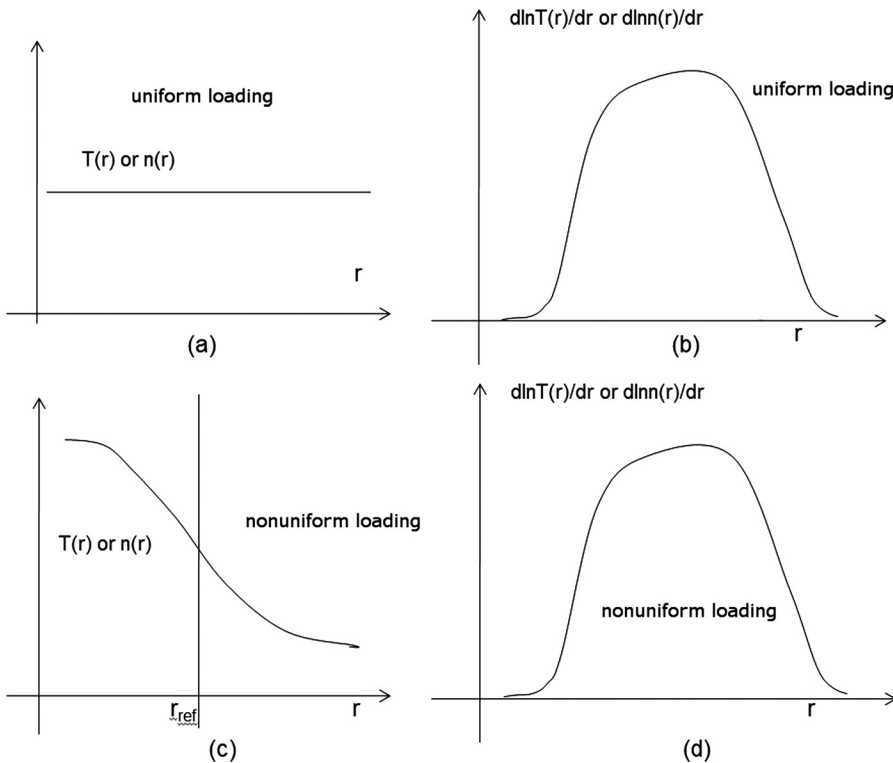 uniform loading
T(r) or n(r)
r
(a)
dlnT(r)/dr or dlnn(r)/dr
uniform loading
r
(b)
nonuniform loading
T(r) or n(r)
r_ref
r
(c)
dlnT(r)/dr or dlnn(r)/dr
nonuniform loading
r
(d)